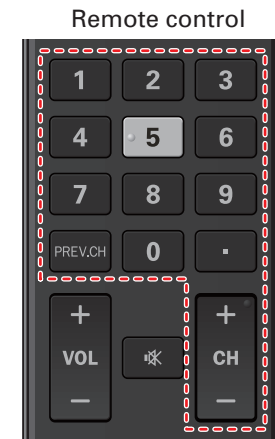 Remote control
1 2 3
4 5 6
7 8 9
PREV.CH 0 .
+ +
VOL CH
− −